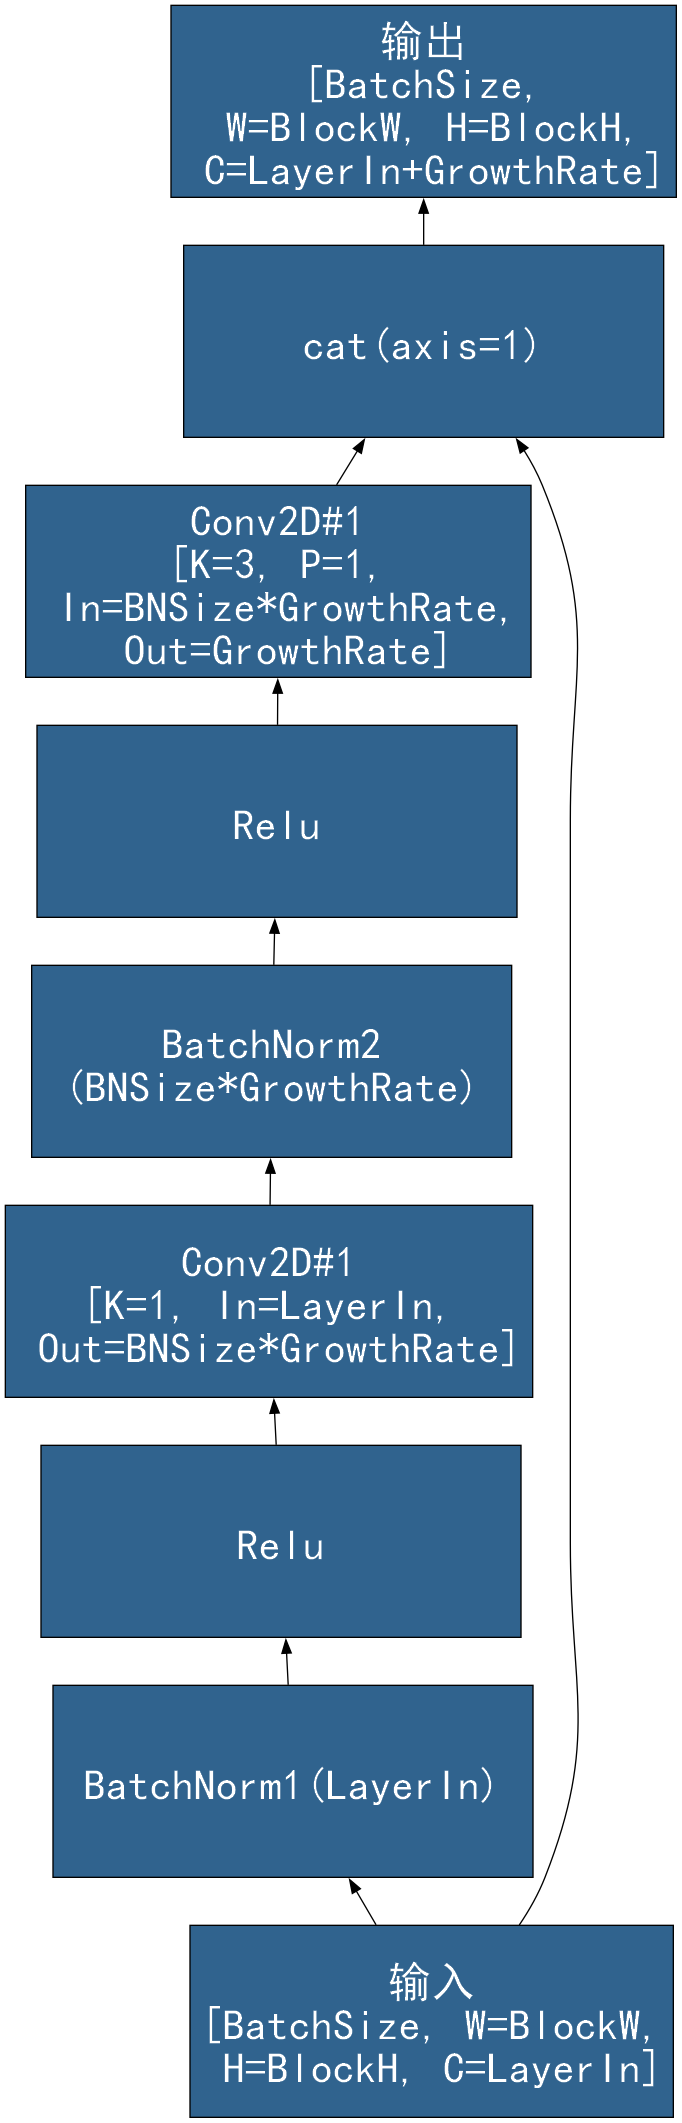 输出
[BatchSize,
W=BlockW, H=BlockH,
C=LayerIn+GrowthRate]
cat(axis=1)
Conv2D#1
[K=3, P=1,
In=BNSize*GrowthRate,
Out=GrowthRate]
Relu
BatchNorm2
(BNSize*GrowthRate)
Conv2D#1
[K=1, In=LayerIn,
Out=BNSize*GrowthRate]
Relu
BatchNorm1(LayerIn)
输入
[BatchSize, W=BlockW,
H=BlockH, C=LayerIn]